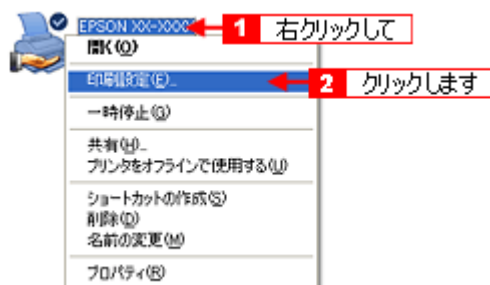 EPSON XX-XXXX
1 右クリックして
開く(O)
印刷設定(E)...
2 クリックします
一時停止(G)
共有(H)...
プリンタをオフラインで使用する(U)
ショートカットの作成(S)
削除(D)
名前の変更(M)
プロパティ(R)